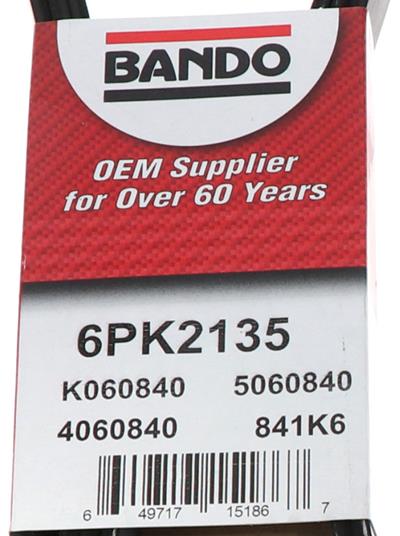 BANDO
OEM Supplier
for Over 60 Years
6PK2135
K060840 5060840
4060840 841K6
6 49717 15186 7